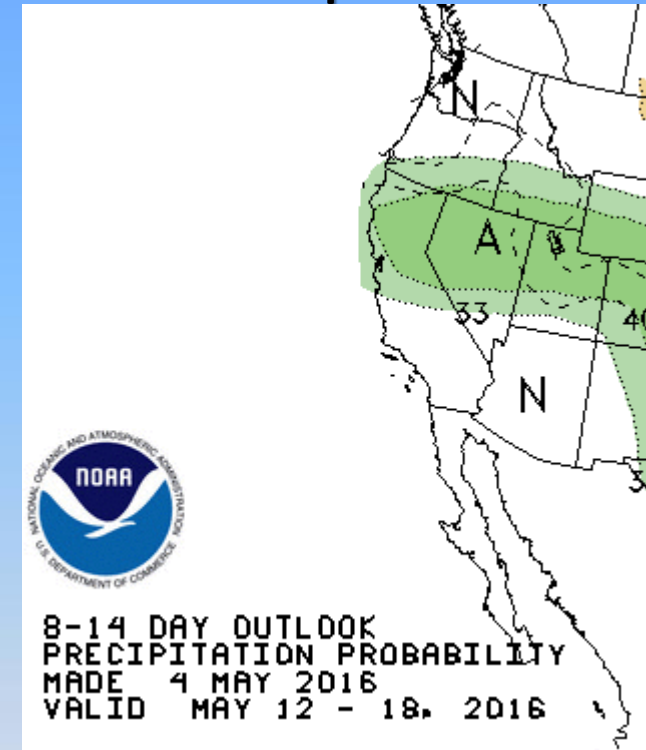 N
A
33
40
N
3
NATIONAL OCEANIC AND ATMOSPHERIC ADMINISTRATION
NOAA
U.S. DEPARTMENT OF COMMERCE
8-14 DAY OUTLOOK
PRECIPITATION PROBABILITY
MADE 4 MAY 2016
VALID MAY 12 - 18, 2016